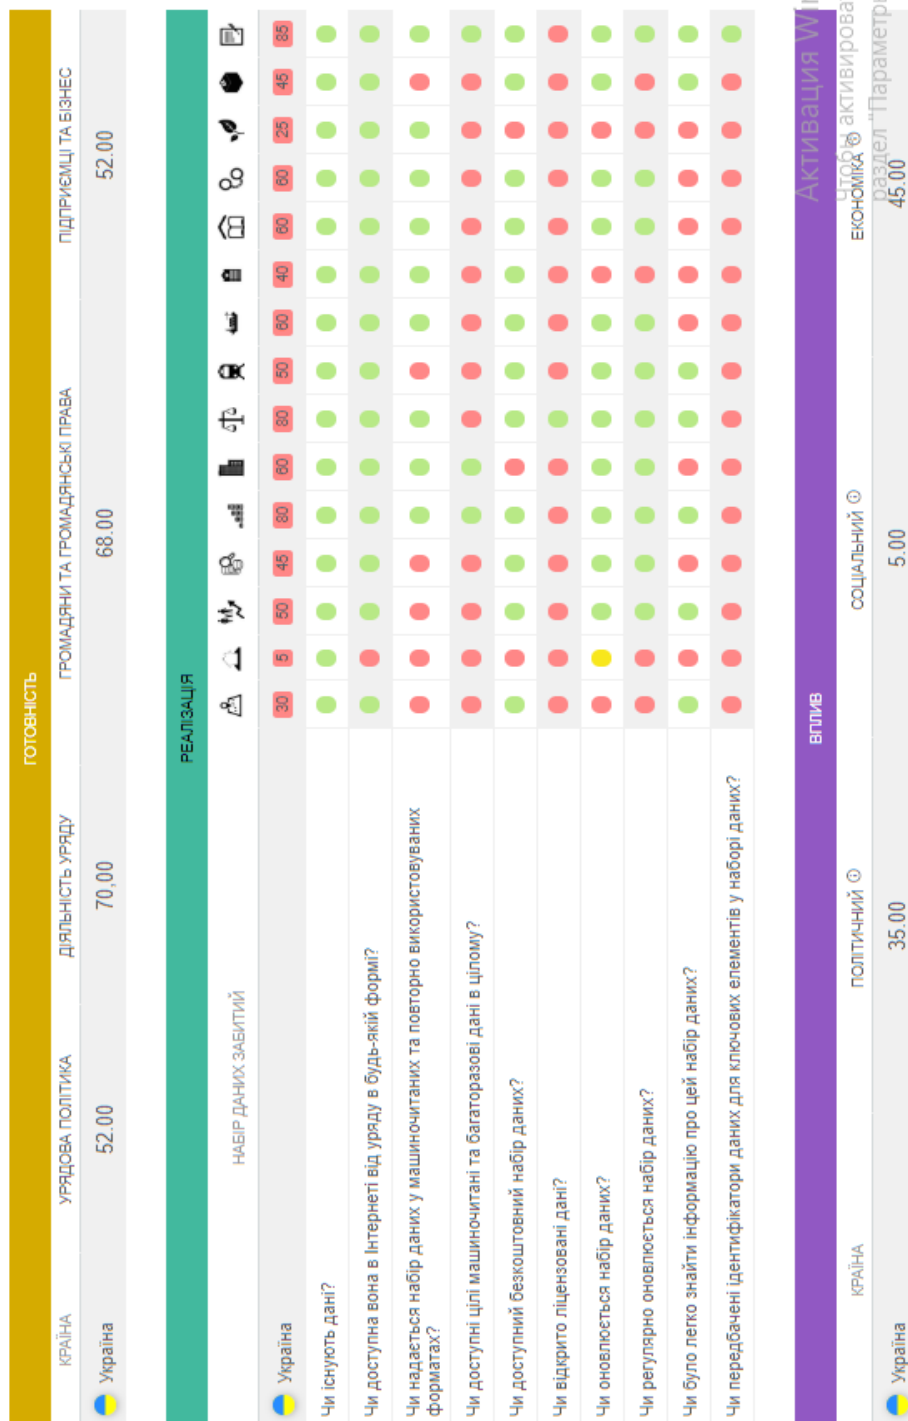 ГОТОВНІСТЬ
КРАЇНА УРЯДОВА ПОЛІТИКА ДІЯЛЬНІСТЬ УРЯДУ ГРОМАДЯНИ ТА ГРОМАДЯНСЬКІ ПРАВА ПІДПРИЄМЦІ ТА БІЗНЕС
Україна 52.00 70,00 68.00 52.00
РЕАЛІЗАЦІЯ
НАБІР ДАНИХ ЗАБИТИЙ
Україна 30 5 50 45 80 60 80 50 60 40 60 60 25 45 85
Чи існують дані?
Чи доступна вона в Інтернеті від уряду в будь-якій формі?
Чи надається набір даних у машиночитаних та повторно використовуваних
форматах?
Чи доступні цілі машиночитані та багаторазові дані в цілому?
Чи доступний безкоштовний набір даних?
Чи відкрито ліцензовані дані?
Чи оновлюється набір даних?
Чи регулярно оновлюється набір даних?
Чи було легко знайти інформацію про цей набір даних?
Чи передбачені ідентифікатори даних для ключових елементів у наборі даних?
ВПЛИВ
Активация Wi
КРАЇНА ПОЛІТИЧНИЙ СОЦІАЛЬНИЙ ЕКОНОМІКА
Чтобы активирова
раздел "Параметр
Україна 35.00 5.00 45.00